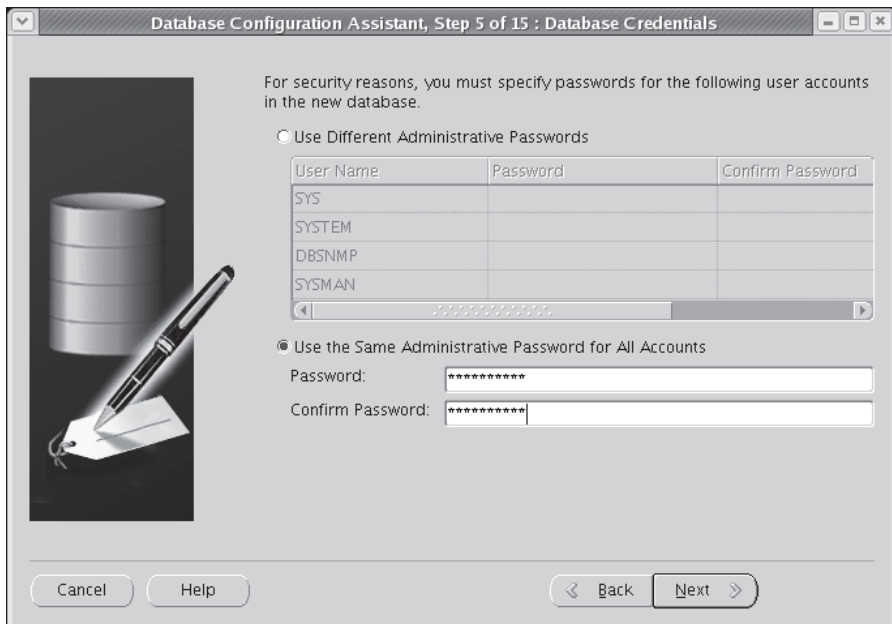 Database Configuration Assistant, Step 5 of 15 : Database Credentials
For security reasons, you must specify passwords for the following user accounts
in the new database.
Use Different Administrative Passwords
User Name Password Confirm Password
SYS
SYSTEM
DBSNMP
SYSMAN
Use the Same Administrative Password for All Accounts
Password: **********
Confirm Password: **********
Cancel Help Back Next